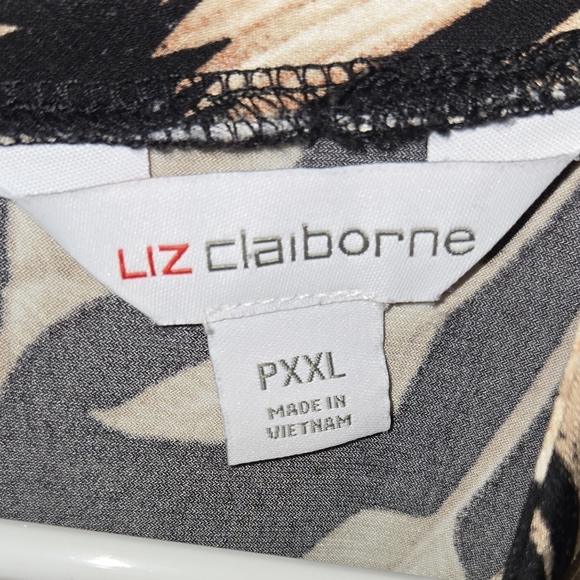 LIZ claiborne
PXXL
MADE IN
VIETNAM